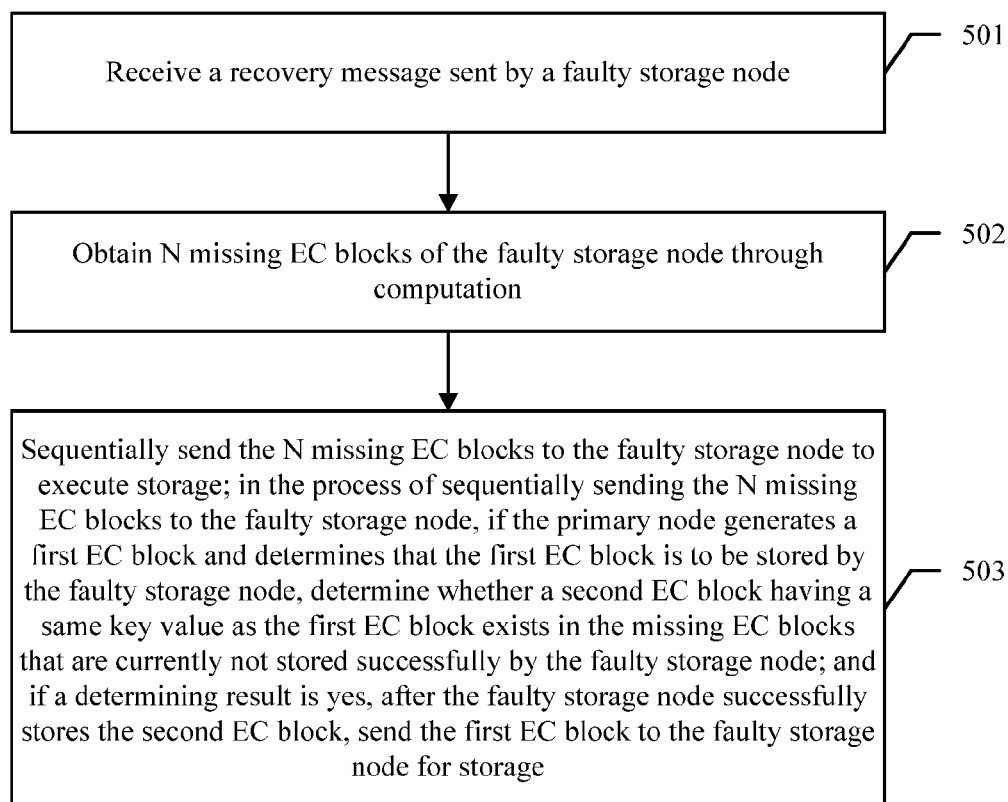 501
Receive a recovery message sent by a faulty storage node
502
Obtain N missing EC blocks of the faulty storage node through
computation
Sequentially send the N missing EC blocks to the faulty storage node to
execute storage; in the process of sequentially sending the N missing
EC blocks to the faulty storage node, if the primary node generates a
first EC block and determines that the first EC block is to be stored by
the faulty storage node, determine whether a second EC block having a
503
same key value as the first EC block exists in the missing EC blocks
that are currently not stored successfully by the faulty storage node; and
if a determining result is yes, after the faulty storage node successfully
stores the second EC block, send the first EC block to the faulty storage
node for storage